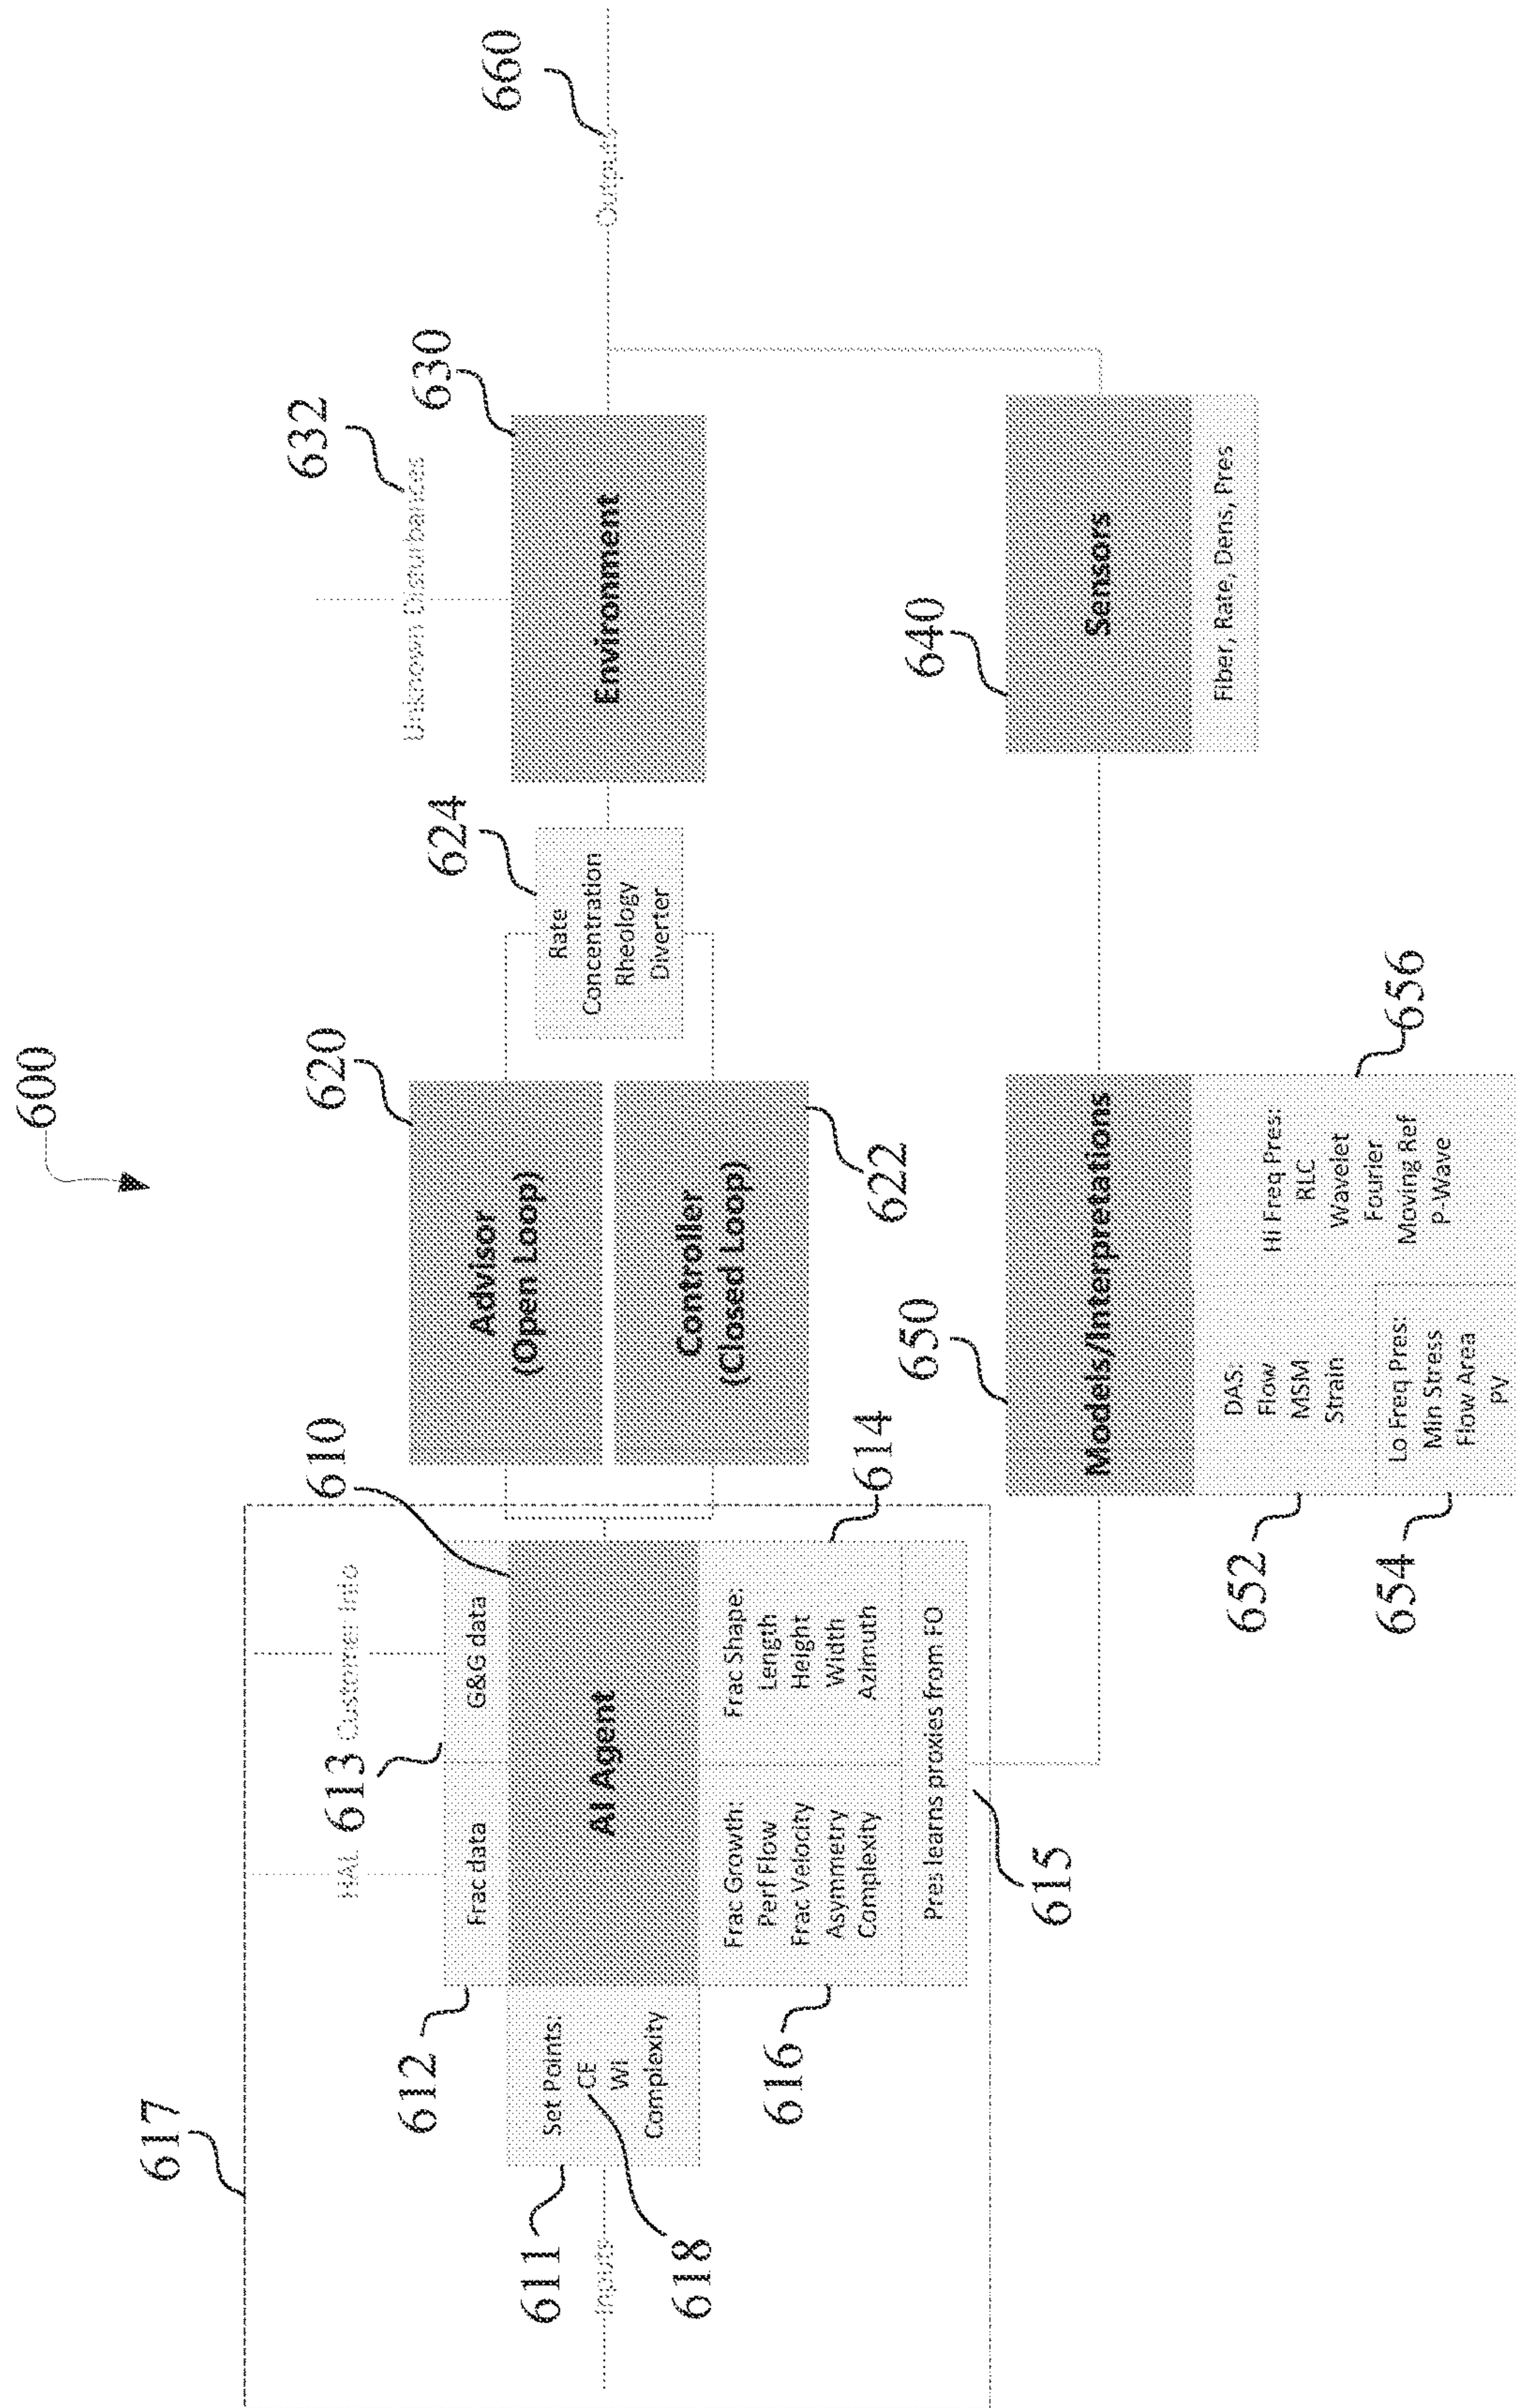 600
617
HAL
Customer Info
613
612
Frac data
G&G data
610
611
Inputs
Set Points:
CE
WI
Complexity
618
AI Agent
616
Frac Growth:
Perf Flow
Frac Velocity
Asymmetry
Complexity
Frac Shape:
Length
Height
Width
Azimuth
614
Pres learns proxies from FO
615
620
Advisor
(Open Loop)
Controller
(Closed Loop)
622
624
Rate
Concentration
Rheology
Diverter
632
Unknown Disturbances
630
Environment
660
Outputs
640
Sensors
Fiber, Rate, Dens, Pres
650
Models/Interpretations
652
DAS:
Flow
MSM
Strain
654
Lo Freq Pres:
Min Stress
Flow Area
PV
Hi Freq Pres:
RLC
Wavelet
Fourier
Moving Ref
P-Wave
656